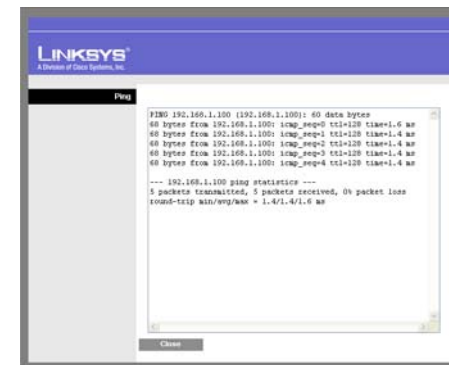 LINKSYS®
A Division of Cisco Systems, Inc.
Ping
PING 192.168.1.100 (192.168.1.100): 60 data bytes
68 bytes from 192.168.1.100: icmp_seq=0 ttl=128 time=1.6 ms
68 bytes from 192.168.1.100: icmp_seq=1 ttl=128 time=1.4 ms
68 bytes from 192.168.1.100: icmp_seq=2 ttl=128 time=1.4 ms
68 bytes from 192.168.1.100: icmp_seq=3 ttl=128 time=1.4 ms
68 bytes from 192.168.1.100: icmp_seq=4 ttl=128 time=1.4 ms
--- 192.168.1.100 ping statistics ---
5 packets transmitted, 5 packets received, 0% packet loss
round-trip min/avg/max = 1.4/1.4/1.6 ms
Close